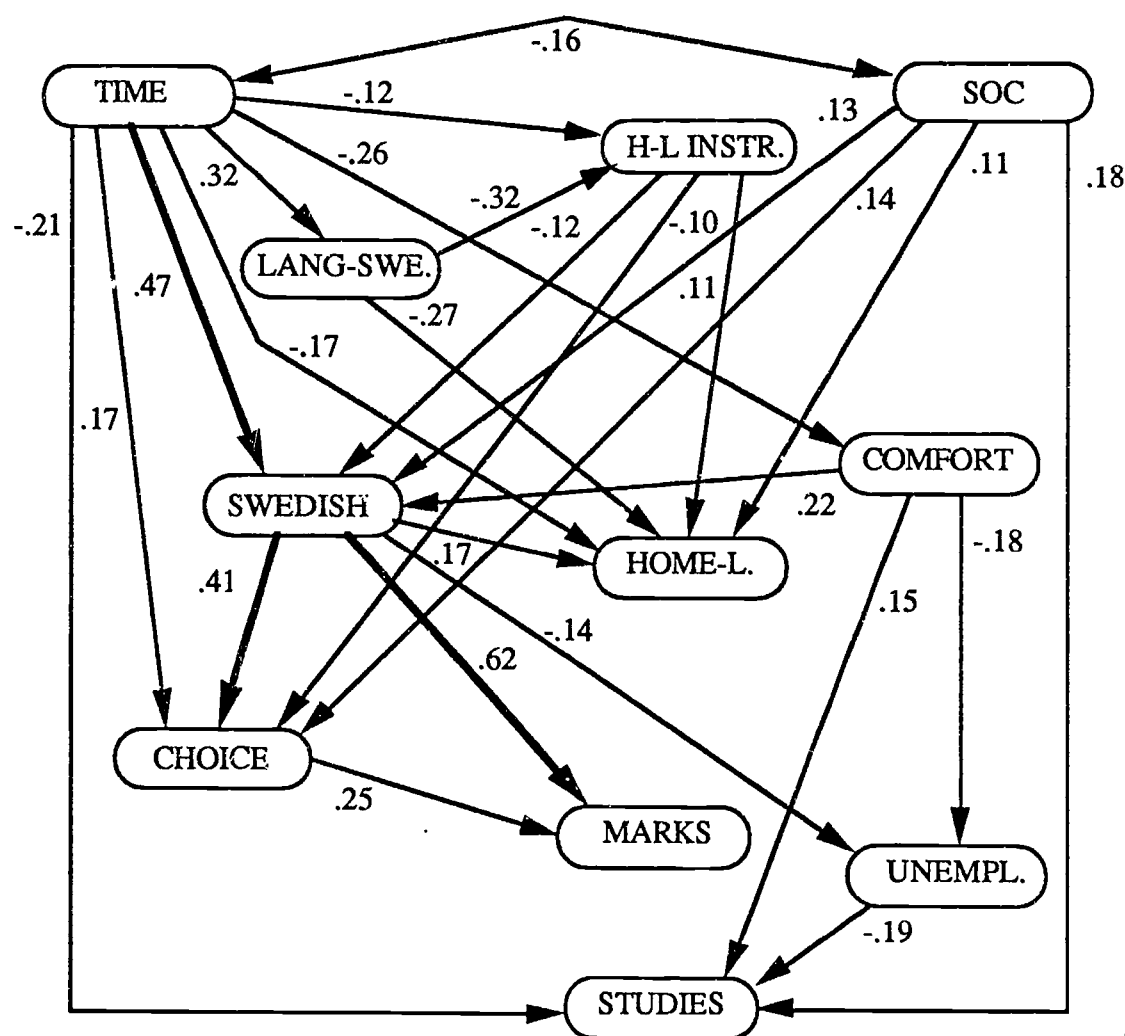 -.16
TIME
SOC
-.12
.13
H-L INSTR.
-.26
.11
.18
.32
-.32
.14
-.21
-.12
-.10
LANG-SWE.
.47
-.27
.11
-.17
.17
COMFORT
SWEDISH
.22
.17
HOME-L.
-.18
.41
.15
-.14
.62
CHOICE
.25
MARKS
UNEMPL.
-.19
STUDIES